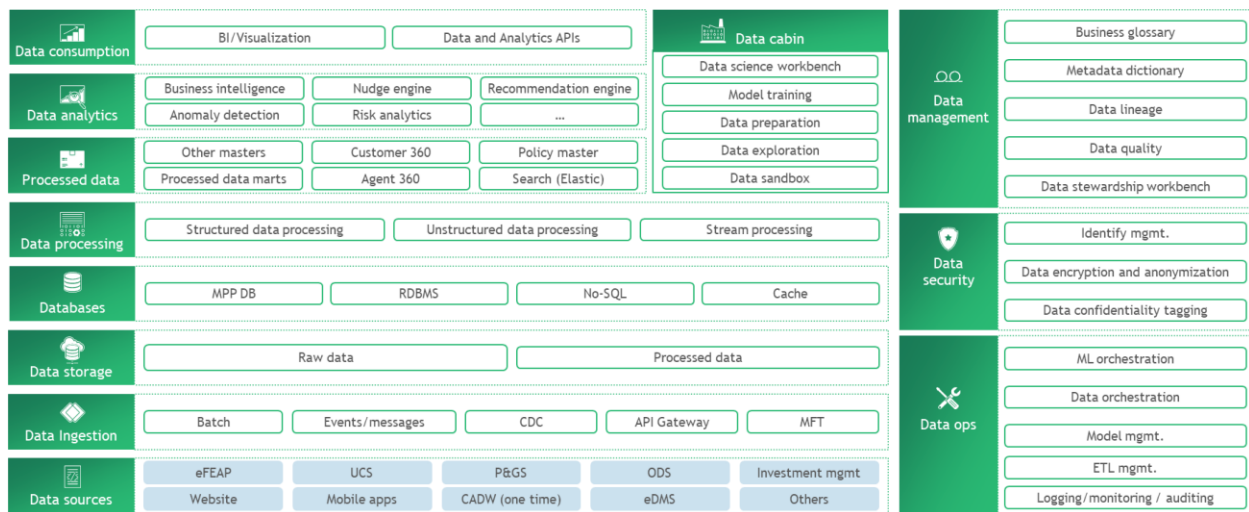 Data consumption
BI/Visualization
Data and Analytics APIs
Data analytics
Business intelligence
Nudge engine
Recommendation engine
Anomaly detection
Risk analytics
...
Processed data
Other masters
Customer 360
Policy master
Processed data marts
Agent 360
Search (Elastic)
Data cabin
Data science workbench
Model training
Data preparation
Data exploration
Data sandbox
Data processing
Structured data processing
Unstructured data processing
Stream processing
Databases
MPP DB
RDBMS
No-SQL
Cache
Data storage
Raw data
Processed data
Data Ingestion
Batch
Events/messages
CDC
API Gateway
MFT
Data sources
eFEAP
UCS
P&GS
ODS
Investment mgmt
Website
Mobile apps
CADW (one time)
eDMS
Others
Data
management
Business glossary
Metadata dictionary
Data lineage
Data quality
Data stewardship workbench
Data
security
Identify mgmt.
Data encryption and anonymization
Data confidentiality tagging
Data ops
ML orchestration
Data orchestration
Model mgmt.
ETL mgmt.
Logging/monitoring / auditing